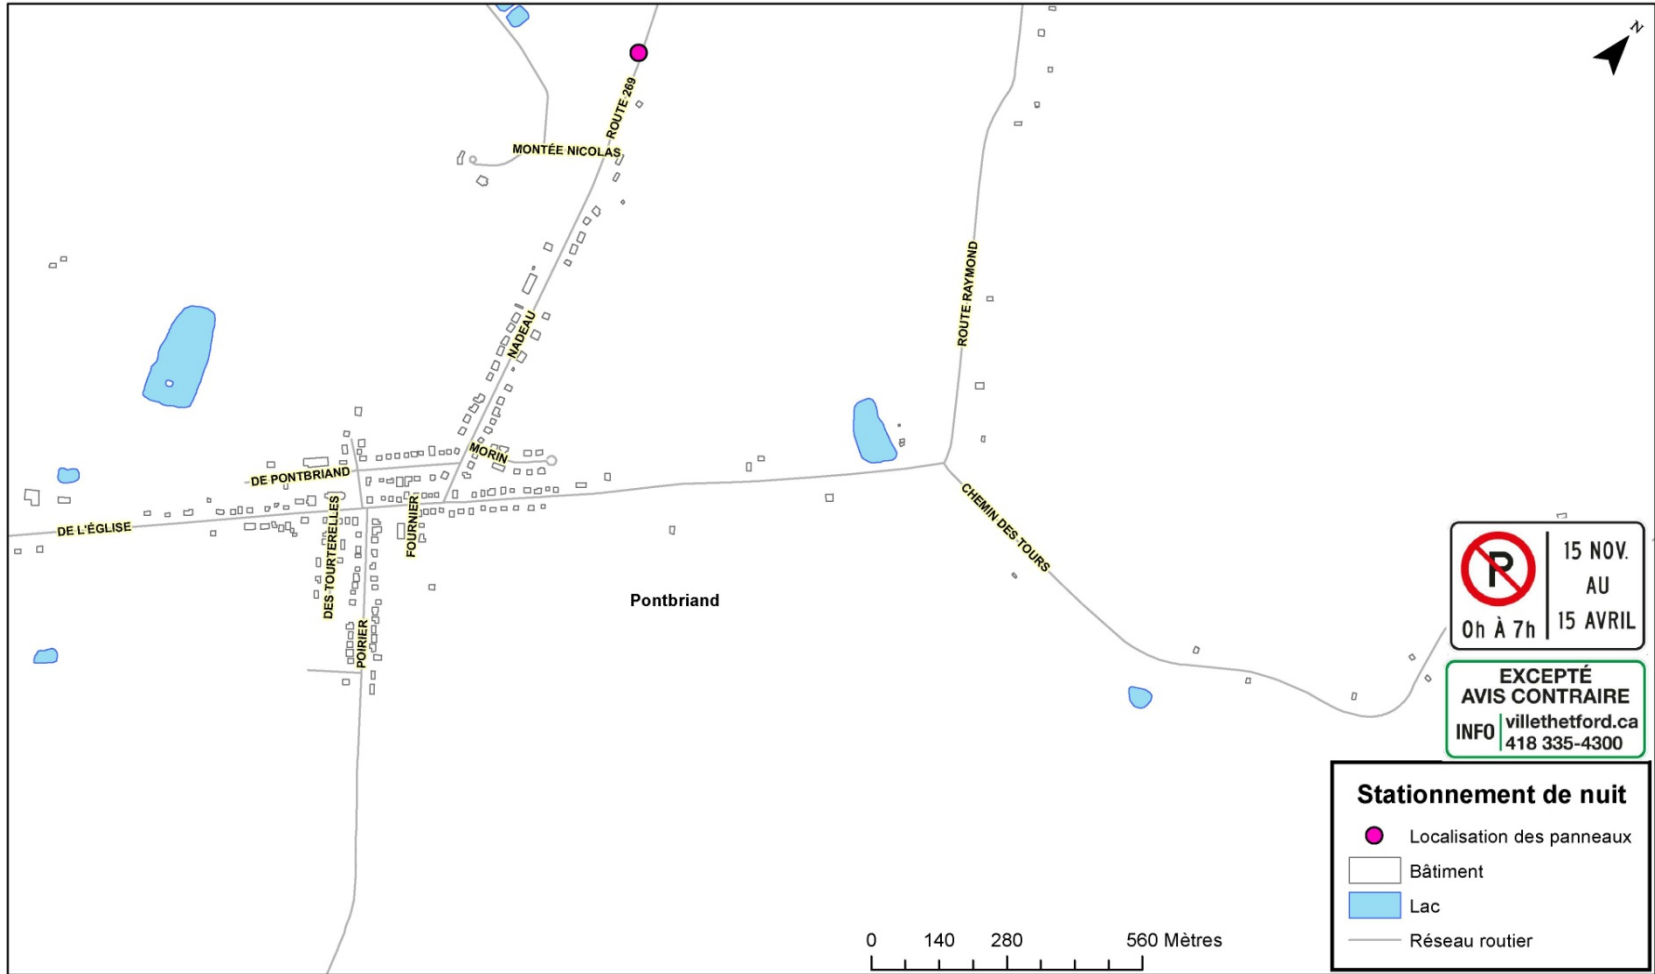 N
ROUTE 269
MONTÉE NICOLAS
ROUTE RAYMOND
NADEAU
MORIN
DE PONTBRIAND
DE L'ÉGLISE
DES TOURTERELLES
FOURNIER
CHEMIN DES TOURS
POIRIER
Pontbriand
P
0h À 7h
15 NOV.
AU
15 AVRIL
EXCEPTÉ
AVIS CONTRAIRE
INFO
villethetford.ca
418 335-4300
Stationnement de nuit
Localisation des panneaux
Bâtiment
Lac
Réseau routier
0 140 280 560 Mètres